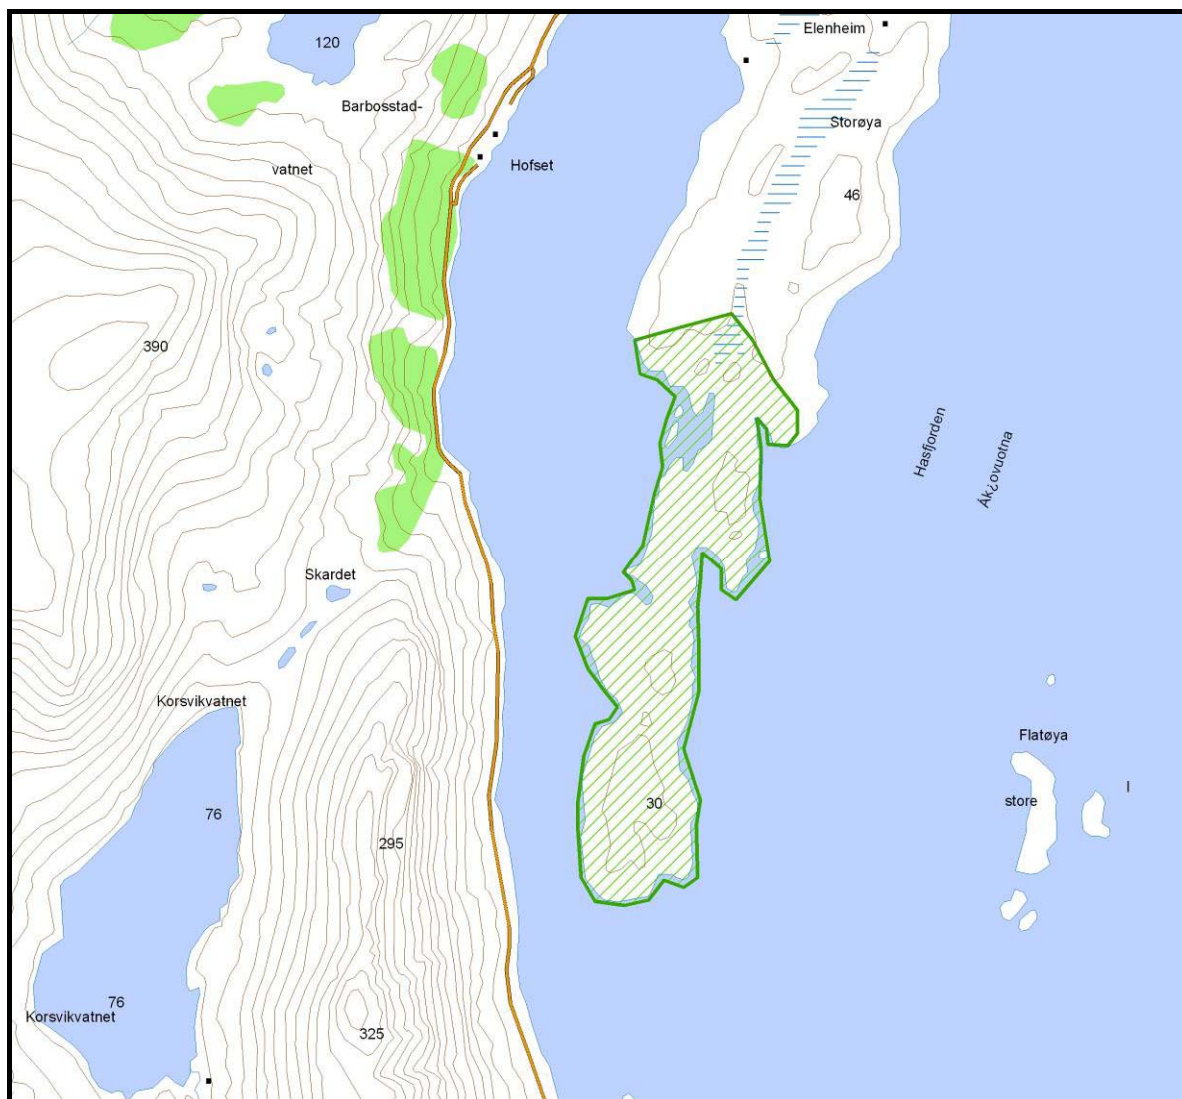 Elenheim
120
Barbosstad-
Storøya
Hofset
vatnet
46
390
Hasfjorden
Åk¿ovuotna
Skardet
Korsvikvatnet
Flatøya
store
I
30
76
295
76
Korsvikvatnet
325